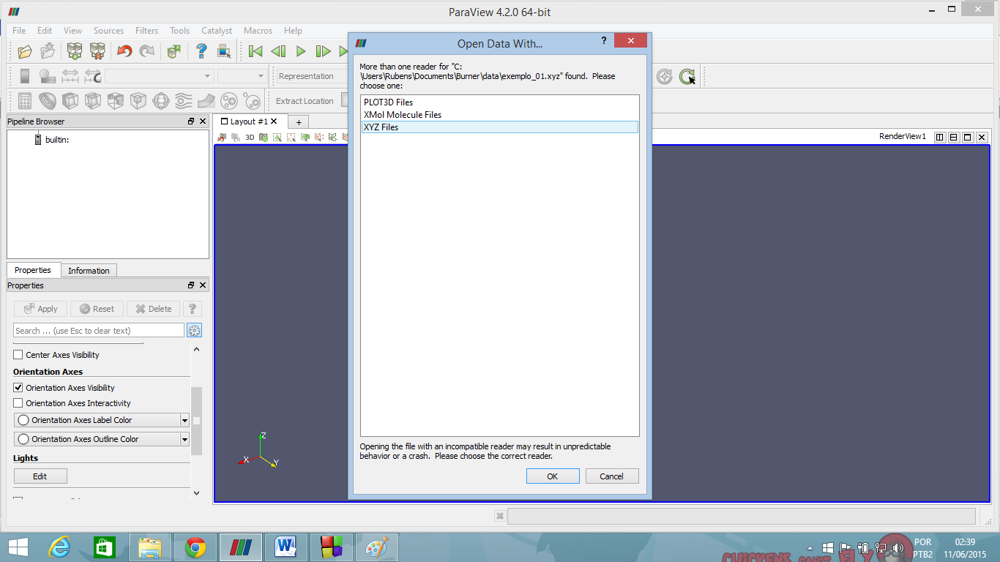 ParaView 4.2.0 64-bit
File Edit View Sources Filters Tools Catalyst Macros Help
Open Data With...
?
More than one reader for "C:
\Users\Rubens\Documents\Burner\data\exemplo_01.xyz" found. Please
choose one:
PLOT3D Files
XMol Molecule Files
XYZ Files
Representation
Extract Location
Pipeline Browser
builtin:
Layout #1
+
3D
RenderView1
Properties Information
Properties
Apply Reset Delete ?
Search ... (use Esc to clear text)
Center Axes Visibility
Orientation Axes
Orientation Axes Visibility
Orientation Axes Interactivity
Orientation Axes Label Color
Orientation Axes Outline Color
Lights
Edit
Z
X
Y
Opening the file with an incompatible reader may result in unpredictable
behavior or a crash. Please choose the correct reader.
OK Cancel
CHICKENS CAN'T FLY
POR
PTB2
02:39
11/06/2015